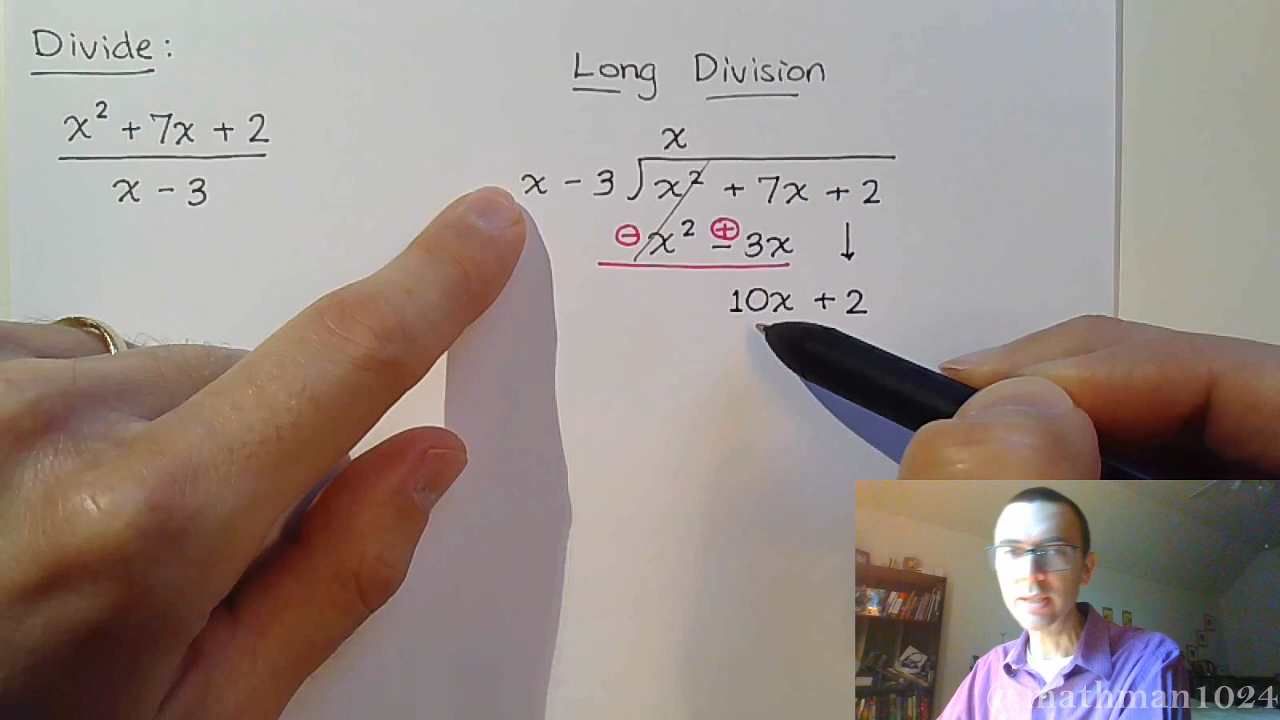 Divide:
x² + 7x + 2
x - 3
Long Division
x
x - 3 x² + 7x + 2
⊖ x² - ⊕ 3x ↓
10x + 2
mathman1024